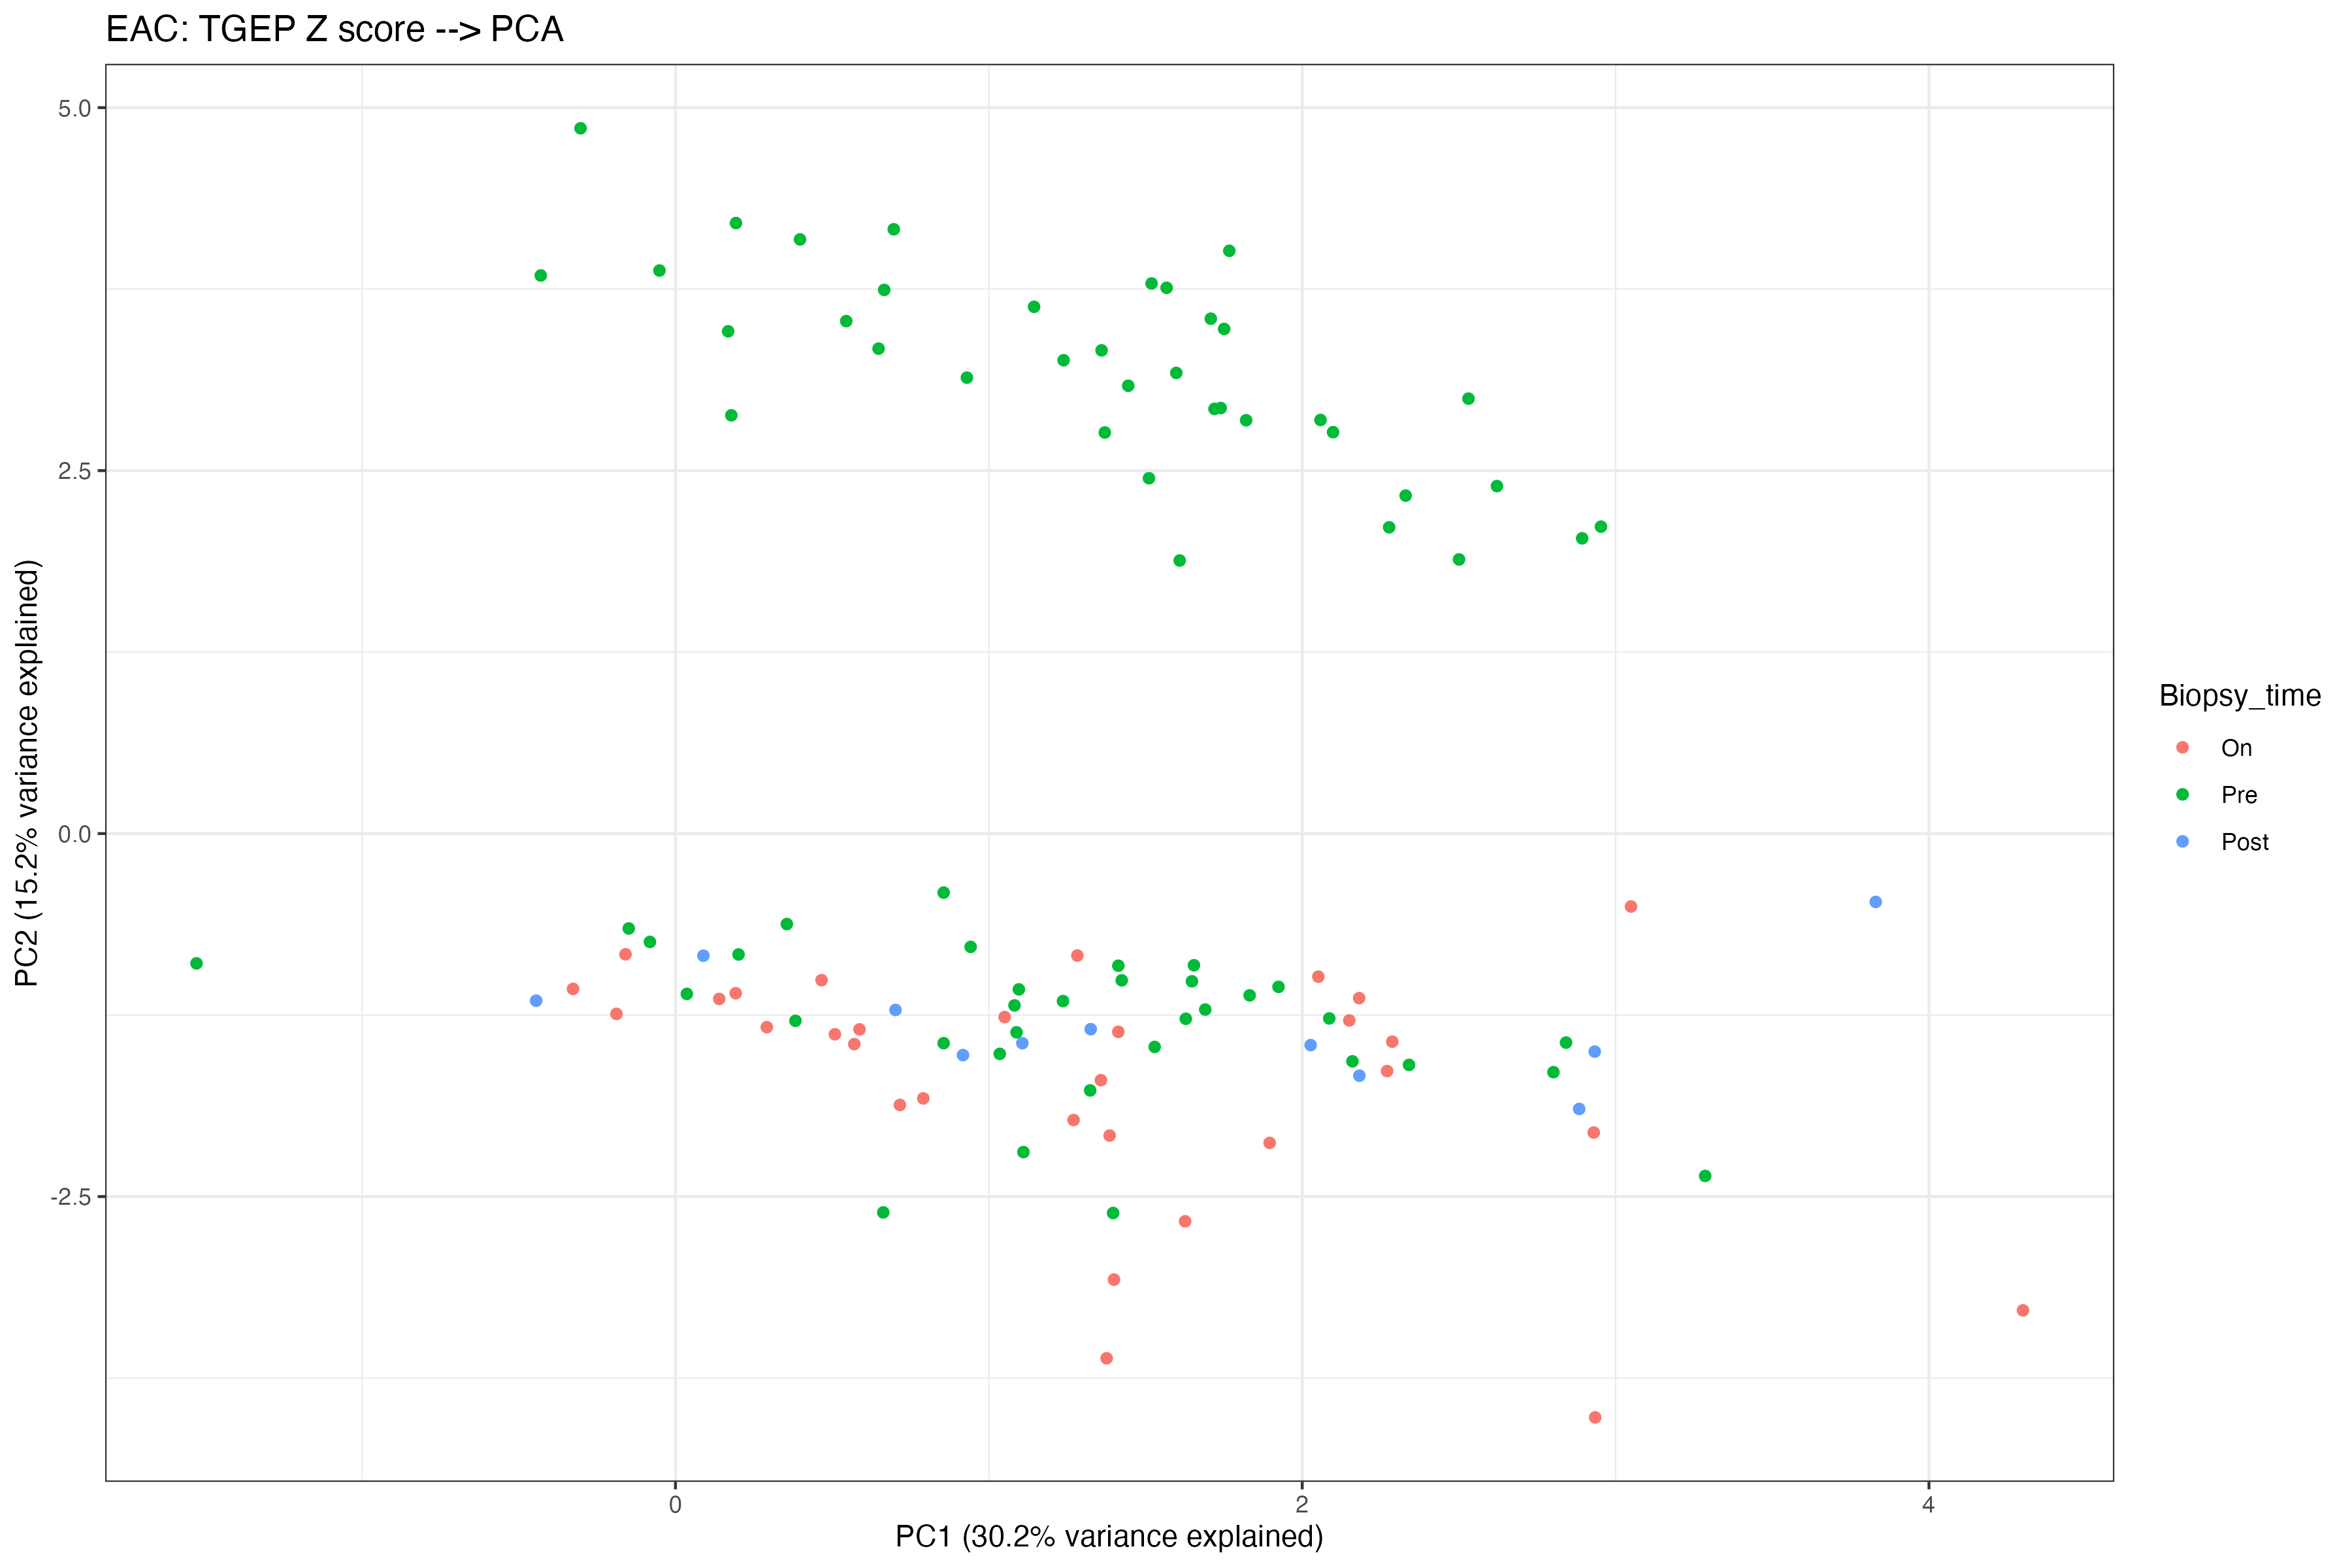 EAC: TGEP Z score --> PCA
5.0
2.5
0.0
-2.5
PC2 (15.2% variance explained)
0
2
4
PC1 (30.2% variance explained)
Biopsy_time
On
Pre
Post